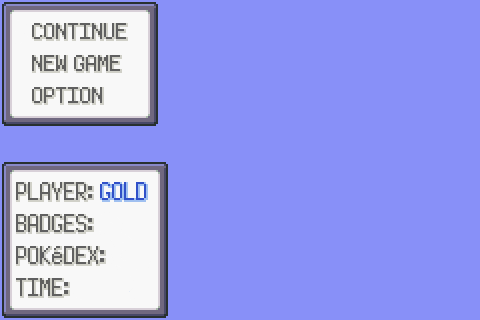 CONTINUE
NEW GAME
OPTION
PLAYER: GOLD
BADGES:
POKéDEX:
TIME: